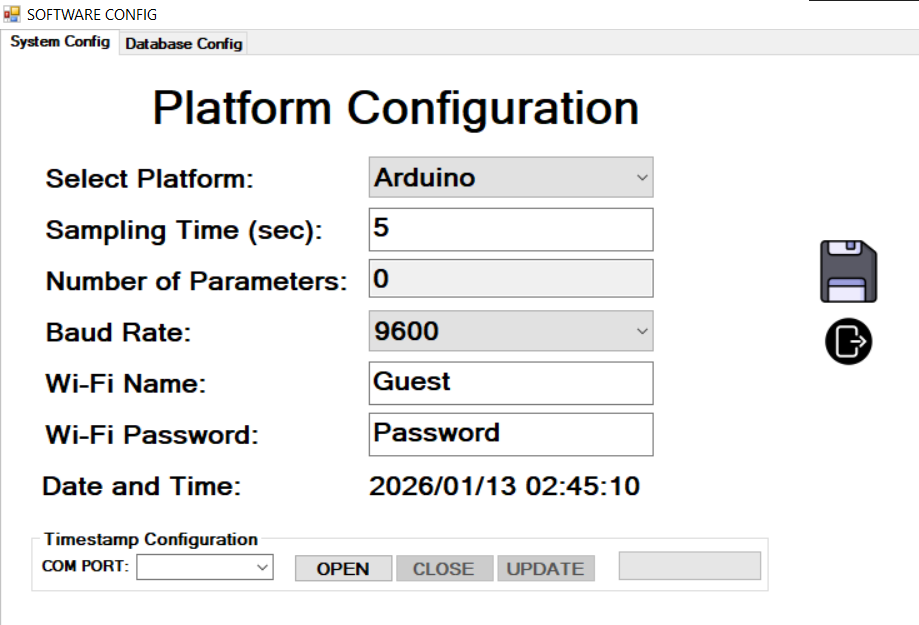 SOFTWARE CONFIG
System Config Database Config
Platform Configuration
Select Platform: Arduino
Sampling Time (sec): 5
Number of Parameters: 0
Baud Rate: 9600
Wi-Fi Name: Guest
Wi-Fi Password: Password
Date and Time: 2026/01/13 02:45:10
Timestamp Configuration
COM PORT: OPEN CLOSE UPDATE